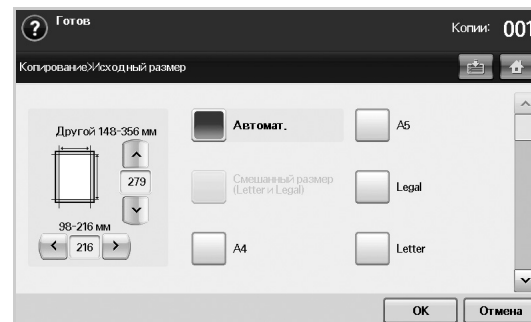 Готов
Копии: 001
Копирование>Исходный размер
Другой 148-356 мм
279
98-216 мм
216
Автомат.
Смешанный размер
(Letter и Legal)
A4
A5
Legal
Letter
OK
Отмена